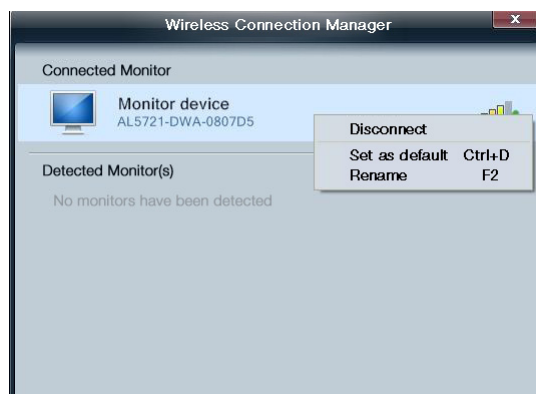 Wireless Connection Manager
x
Connected Monitor
Monitor device
AL5721-DWA-0807D5
Disconnect
Set as default Ctrl+D
Rename F2
Detected Monitor(s)
No monitors have been detected